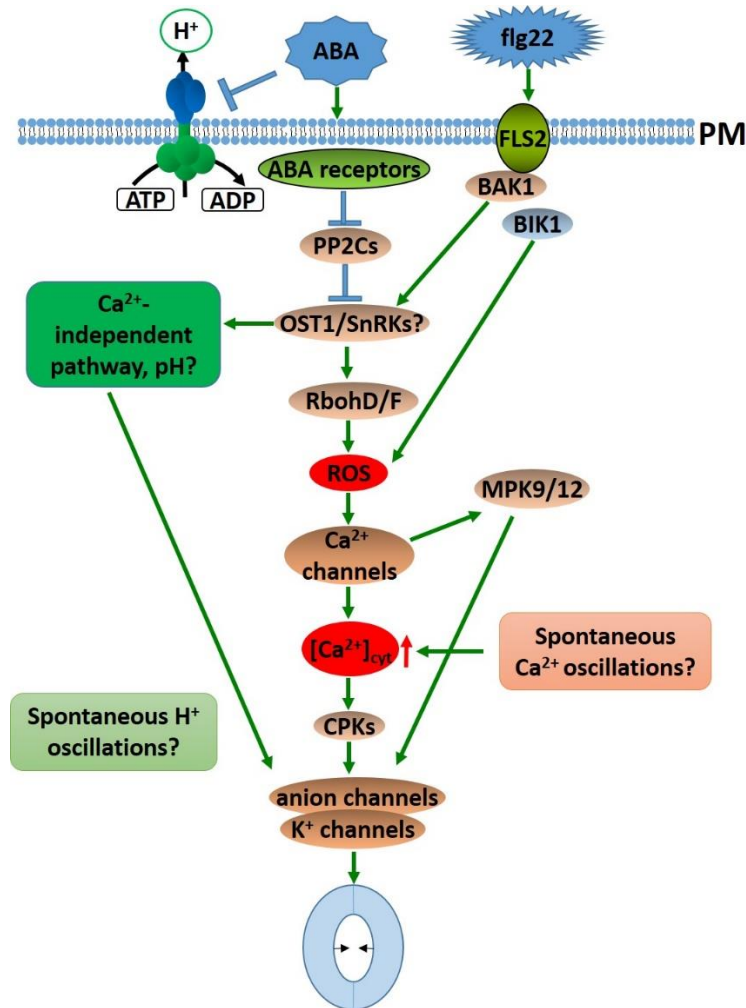 H⁺
ABA
flg22
PM
FLS2
ABA receptors
BAK1
ATP
ADP
BIK1
PP2Cs
Ca²⁺-
independent
pathway, pH?
OST1/SnRKs?
RbohD/F
ROS
MPK9/12
Ca²⁺
channels
[Ca²⁺]cyt
Spontaneous
Ca²⁺ oscillations?
Spontaneous H⁺
oscillations?
CPKs
anion channels
K⁺ channels